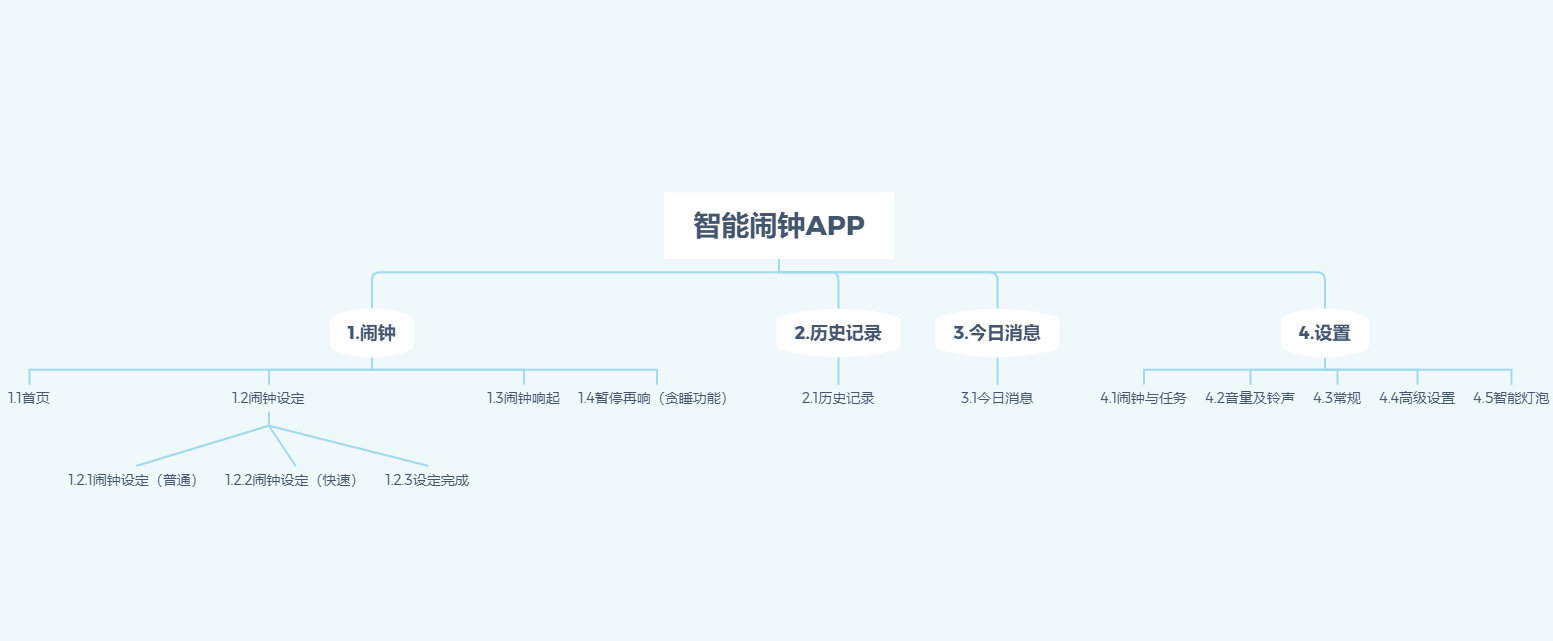 智能闹钟APP
1.闹钟
2.历史记录
3.今日消息
4.设置
1.1首页
1.2闹钟设定
1.3闹钟响起
1.4暂停再响（贪睡功能）
2.1历史记录
3.1今日消息
4.1闹钟与任务
4.2音量及铃声
4.3常规
4.4高级设置
4.5智能灯泡
1.2.1闹钟设定（普通）
1.2.2闹钟设定（快速）
1.2.3设定完成